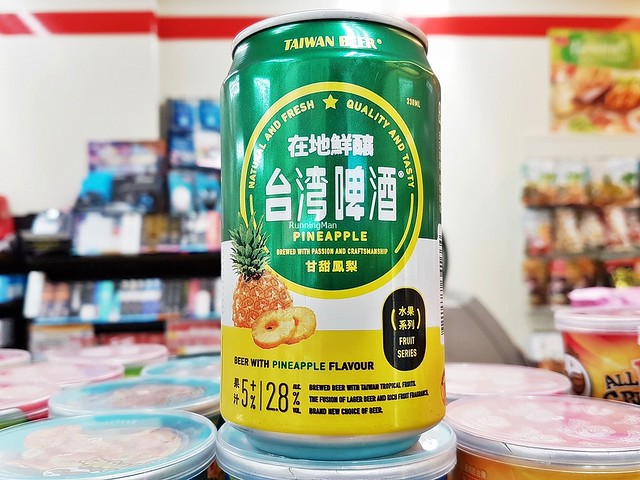 TAIWAN BEER®
330ML
NATURAL AND FRESH ★ QUALITY AND TASTY
在地鮮釀
台湾啤酒®
RunningMan
PINEAPPLE
BREWED WITH PASSION AND CRAFTSMANSHIP
甘甜鳳梨
水果
系列
FRUIT
SERIES
BEER WITH PINEAPPLE FLAVOUR
果汁5+% 2.8 ALC.% VOL.
BREWED BEER WITH TAIWAN TROPICAL FRUITS.
THE FUSION OF LAGER BEER AND RICH FRUIT FRAGRANCE.
BRAND NEW CHOICE OF BEER.